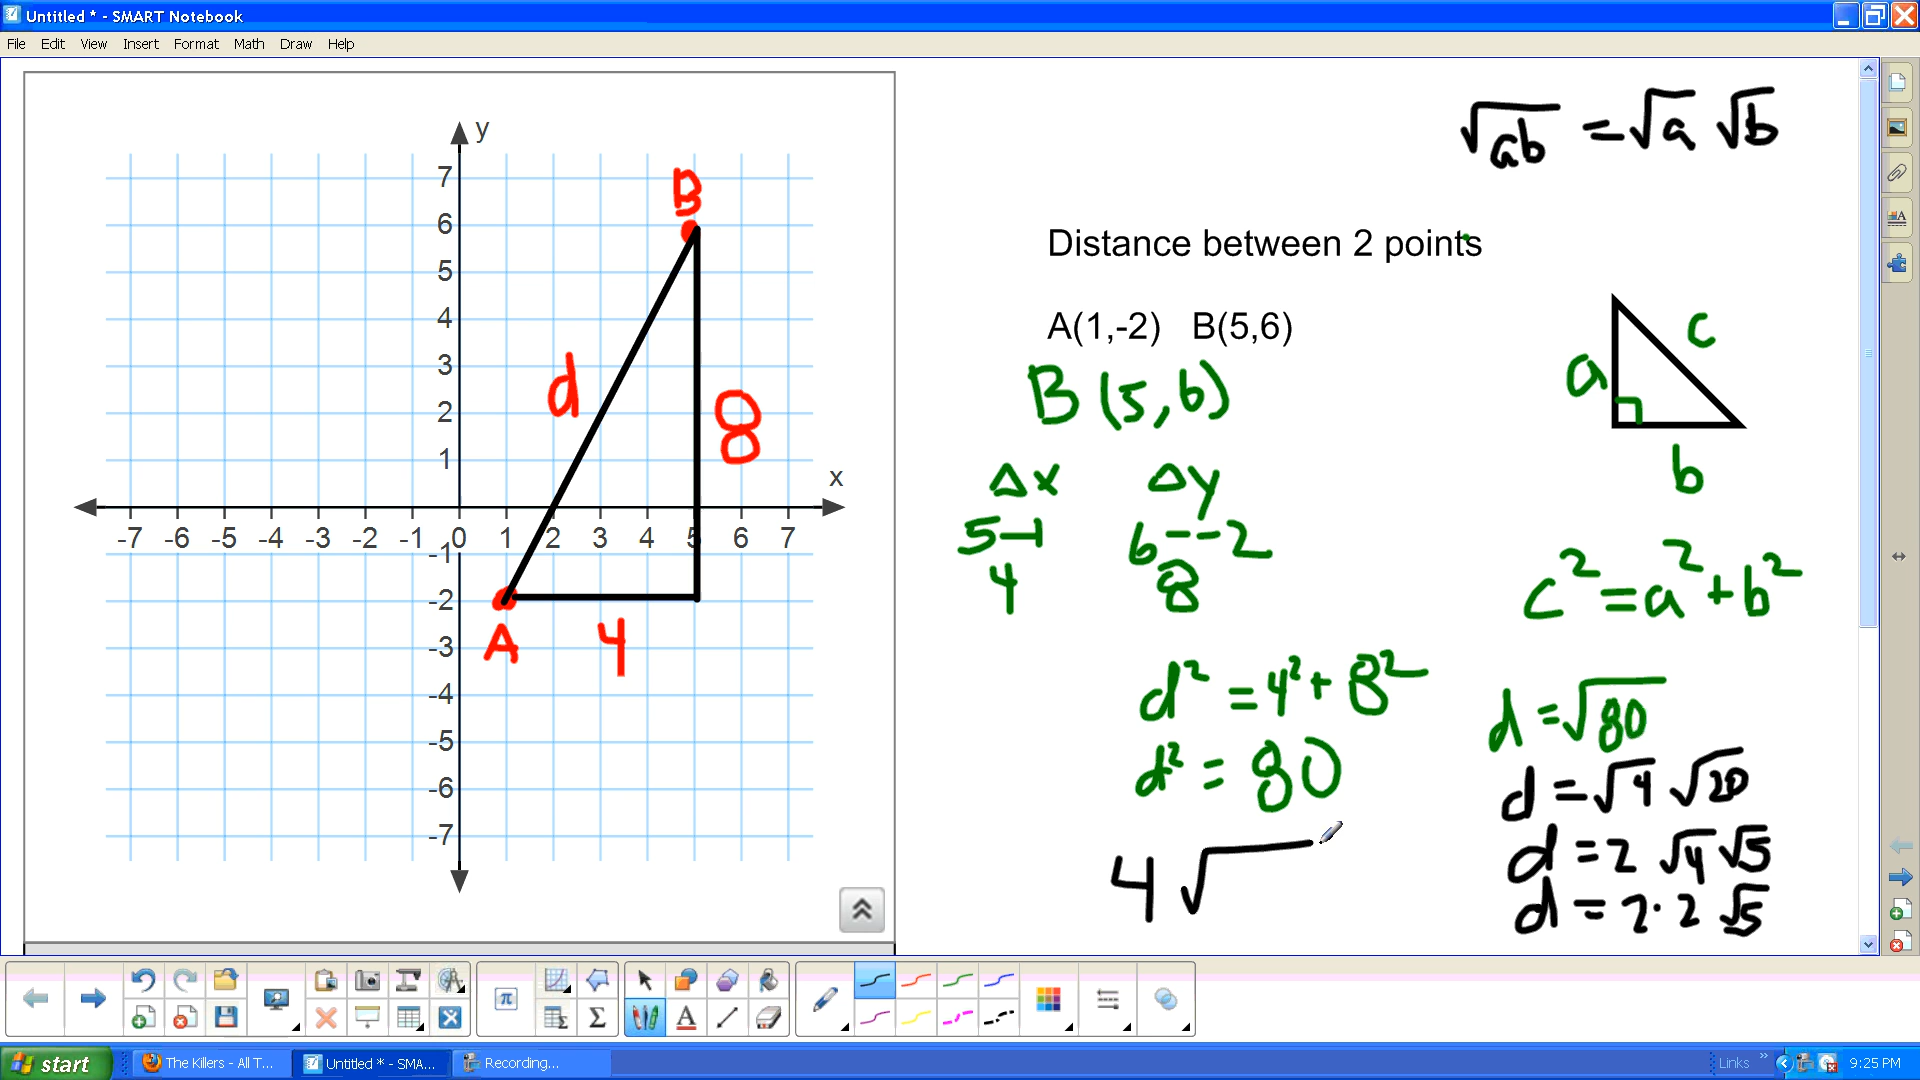 Untitled * - SMART Notebook
File Edit View Insert Format Math Draw Help
y
7
6
5
4
3
2
1
x
-7 -6 -5 -4 -3 -2 -1 0 1 2 3 4 5 6 7
-1
-2
-3
-4
-5
-6
-7
B
d
8
A
4
√ab = √a √b
Distance between 2 points
A(1,-2) B(5,6)
B (5,6)
Δx Δy
5-1 6--2
4 8
d² = 4² + 8²
d² = 80
4 √
a
c
b
c² = a² + b²
d = √80
d = √4 √20
d = 2 √4 √5
d = 2·2 √5
π
Σ
Σ
A
start
The Killers - All T...
Untitled * - SMA...
Recording...
Links
9:25 PM